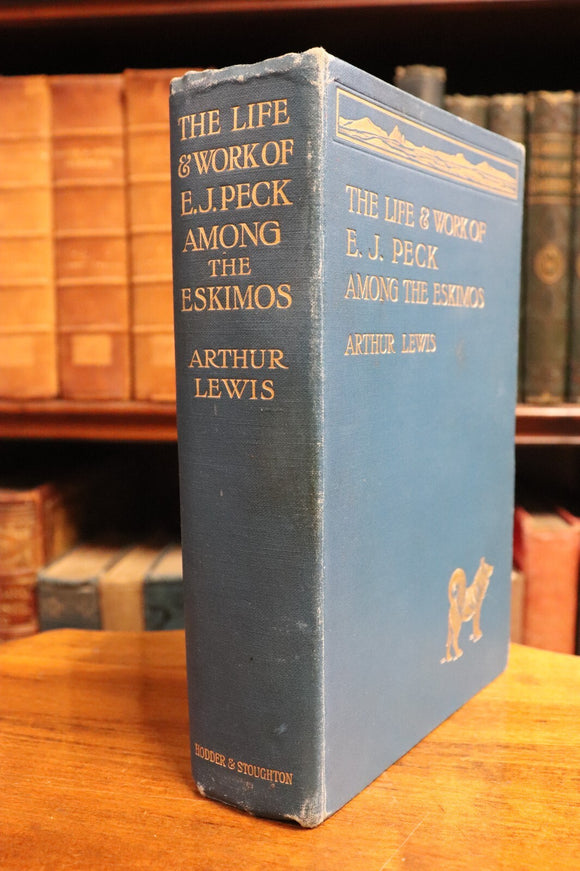 THE LIFE
& WORK OF
E. J. PECK
AMONG
THE
ESKIMOS
ARTHUR
LEWIS
HODDER & STOUGHTON
THE LIFE & WORK OF
E. J. PECK
AMONG THE ESKIMOS
ARTHUR LEWIS